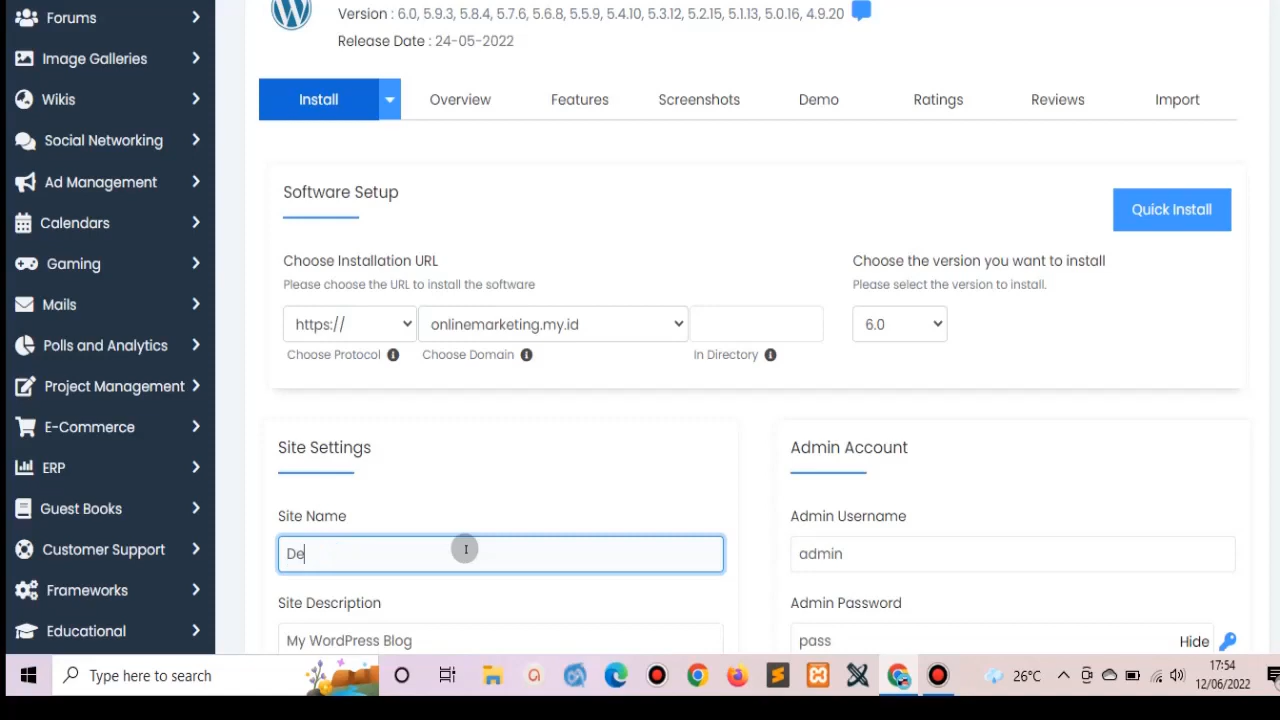 Forums
Image Galleries
Wikis
Social Networking
Ad Management
Calendars
Gaming
Mails
Polls and Analytics
Project Management
E-Commerce
ERP
Guest Books
Customer Support
Frameworks
Educational
Version : 6.0, 5.9.3, 5.8.4, 5.7.6, 5.6.8, 5.5.9, 5.4.10, 5.3.12, 5.2.15, 5.1.13, 5.0.16, 4.9.20
Release Date : 24-05-2022
Install Overview Features Screenshots Demo Ratings Reviews Import
Software Setup
Quick Install
Choose Installation URL
Please choose the URL to install the software
https:// onlinemarketing.my.id
Choose Protocol Choose Domain In Directory
Choose the version you want to install
Please select the version to install.
6.0
Site Settings
Site Name
De
Site Description
My WordPress Blog
Admin Account
Admin Username
admin
Admin Password
pass Hide
Type here to search
26°C
17:54
12/06/2022